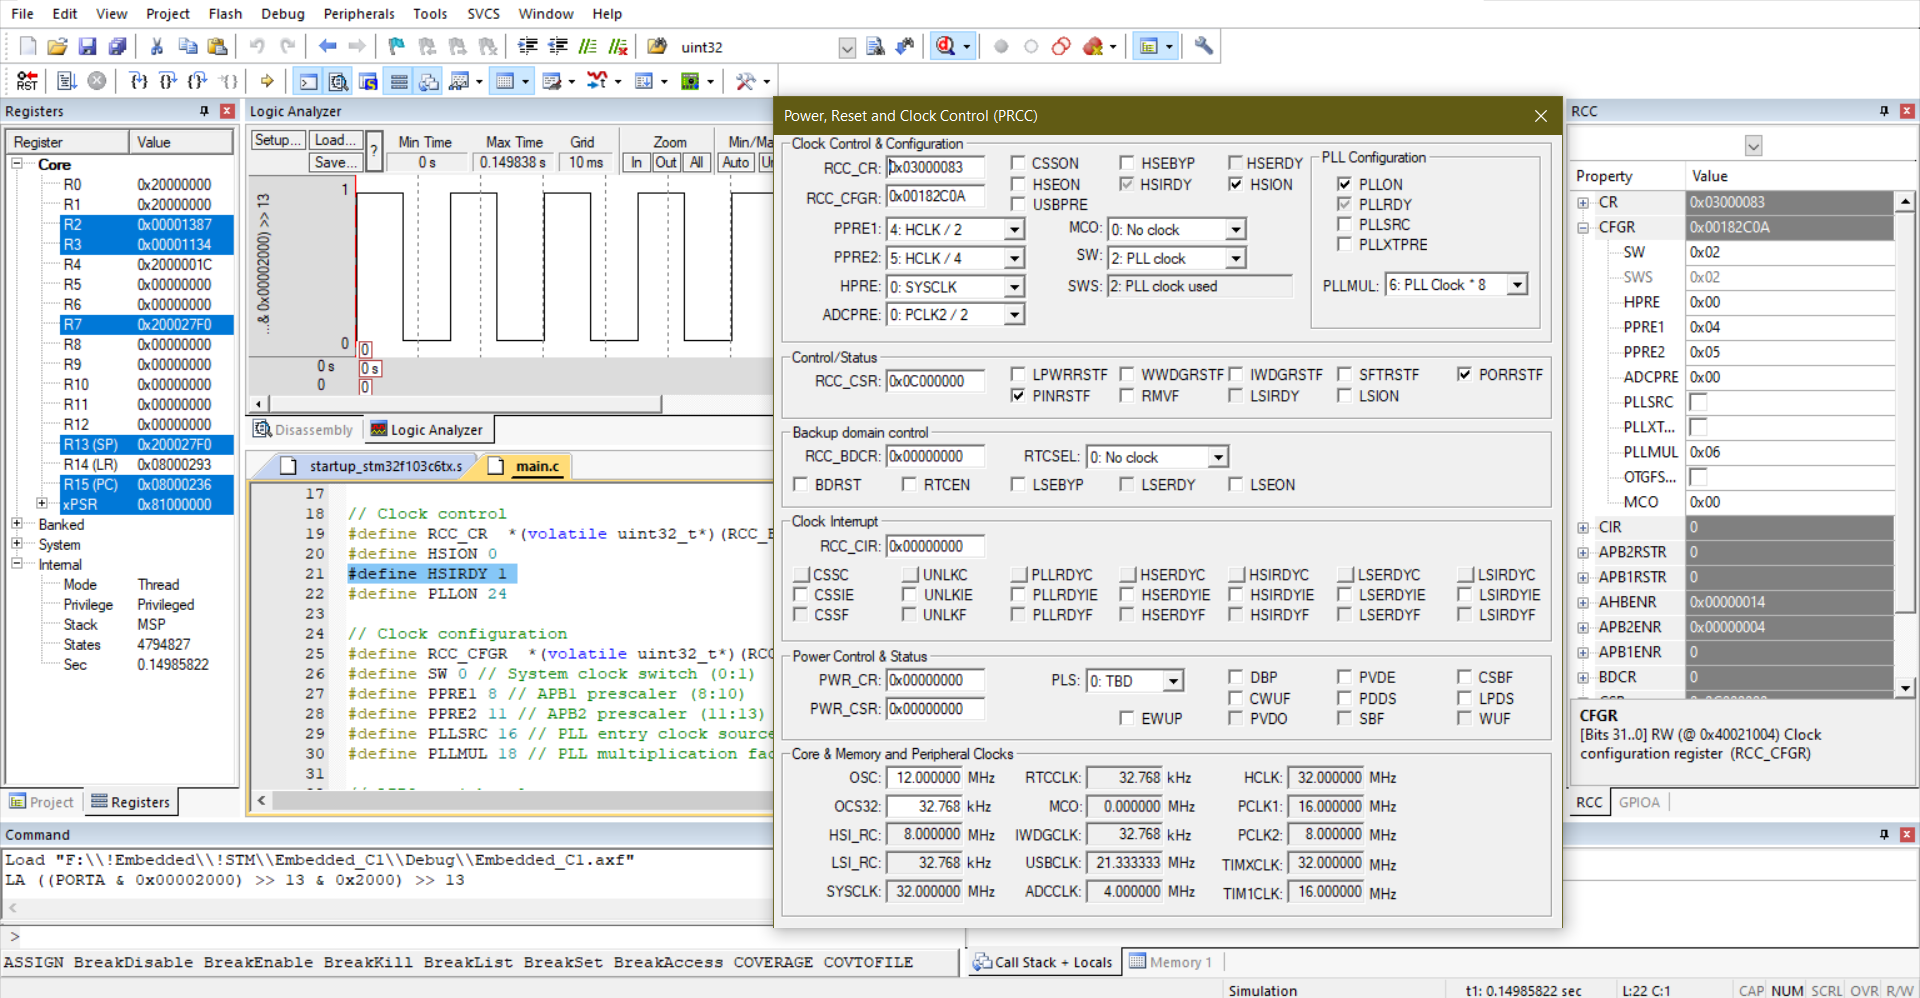 File Edit View Project Flash Debug Peripherals Tools SVCS Window Help
uint32
RST
Registers
Register Value
Core
R0 0x20000000
R1 0x20000000
R2 0x00001387
R3 0x00001134
R4 0x2000001C
R5 0x00000000
R6 0x00000000
R7 0x200027F0
R8 0x00000000
R9 0x00000000
R10 0x00000000
R11 0x00000000
R12 0x00000000
R13 (SP) 0x200027F0
R14 (LR) 0x08000293
R15 (PC) 0x08000236
xPSR 0x81000000
Banked
System
Internal
Mode Thread
Privilege Privileged
Stack MSP
States 4794827
Sec 0.14985822
Project Registers
Logic Analyzer
Setup... Load... ? Min Time Max Time Grid Zoom Min/Ma
Save... 0 s 0.149838 s 10 ms In Out All Auto Un
...& 0x00002000) >> 13
1
0 0
0 s 0 s
0 0
Disassembly Logic Analyzer
startup_stm32f103c6tx.s main.c
17
18 // Clock control
19 #define RCC_CR *(volatile uint32_t*)(RCC_B
20 #define HSION 0
21 #define HSIRDY 1
22 #define PLLON 24
23
24 // Clock configuration
25 #define RCC_CFGR *(volatile uint32_t*)(RCC
26 #define SW 0 // System clock switch (0:1)
27 #define PPRE1 8 // APB1 prescaler (8:10)
28 #define PPRE2 11 // APB2 prescaler (11:13)
29 #define PLLSRC 16 // PLL entry clock source
30 #define PLLMUL 18 // PLL multiplication fac
31
Power, Reset and Clock Control (PRCC)
Clock Control & Configuration
RCC_CR: 0x03000083 CSSON HSEBYP HSERDY
RCC_CFGR: 0x00182C0A HSEON HSIRDY HSION
USBPRE
PPRE1: 4: HCLK / 2 MCO: 0: No clock
PPRE2: 5: HCLK / 4 SW: 2: PLL clock
HPRE: 0: SYSCLK SWS: 2: PLL clock used
ADCPRE: 0: PCLK2 / 2
PLL Configuration
PLLON
PLLRDY
PLLSRC
PLLXTPRE
PLLMUL: 6: PLL Clock * 8
Control/Status
RCC_CSR: 0x0C000000 LPWRRSTF WWDGRSTF IWDGRSTF SFTRSTF PORRSTF
PINRSTF RMVF LSIRDY LSION
Backup domain control
RCC_BDCR: 0x00000000 RTCSEL: 0: No clock
BDRST RTCEN LSEBYP LSERDY LSEON
Clock Interrupt
RCC_CIR: 0x00000000
CSSC UNLKC PLLRDYC HSERDYC HSIRDYC LSERDYC LSIRDYC
CSSIE UNLKIE PLLRDYIE HSERDYIE HSIRDYIE LSERDYIE LSIRDYIE
CSSF UNLKF PLLRDYF HSERDYF HSIRDYF LSERDYF LSIRDYF
Power Control & Status
PWR_CR: 0x00000000 PLS: 0: TBD DBP PVDE CSBF
CWUF PDDS LPDS
PWR_CSR: 0x00000000 EWUP PVDO SBF WUF
Core & Memory and Peripheral Clocks
OSC: 12.000000 MHz RTCCLK: 32.768 kHz HCLK: 32.000000 MHz
OCS32: 32.768 kHz MCO: 0.000000 MHz PCLK1: 16.000000 MHz
HSI_RC: 8.000000 MHz IWDGCLK: 32.768 kHz PCLK2: 8.000000 MHz
LSI_RC: 32.768 kHz USBCLK: 21.333333 MHz TIMXCLK: 32.000000 MHz
SYSCLK: 32.000000 MHz ADCCLK: 4.000000 MHz TIM1CLK: 16.000000 MHz
RCC
Property Value
CR 0x03000083
CFGR 0x00182C0A
SW 0x02
SWS 0x02
HPRE 0x00
PPRE1 0x04
PPRE2 0x05
ADCPRE 0x00
PLLSRC
PLLXT...
PLLMUL 0x06
OTGFS...
MCO 0x00
CIR 0
APB2RSTR 0
APB1RSTR 0
AHBENR 0x00000014
APB2ENR 0x00000004
APB1ENR 0
BDCR 0
CFGR
[Bits 31..0] RW (@ 0x40021004) Clock
configuration register (RCC_CFGR)
RCC GPIOA
Command
Load "F:\\!Embedded\\!STM\\Embedded_C1\\Debug\\Embedded_C1.axf"
LA ((PORTA & 0x00002000) >> 13 & 0x2000) >> 13
>
ASSIGN BreakDisable BreakEnable BreakKill BreakList BreakSet BreakAccess COVERAGE COVTOFILE
Call Stack + Locals Memory 1
Simulation t1: 0.14985822 sec L:22 C:1 CAP NUM SCRL OVR R/W